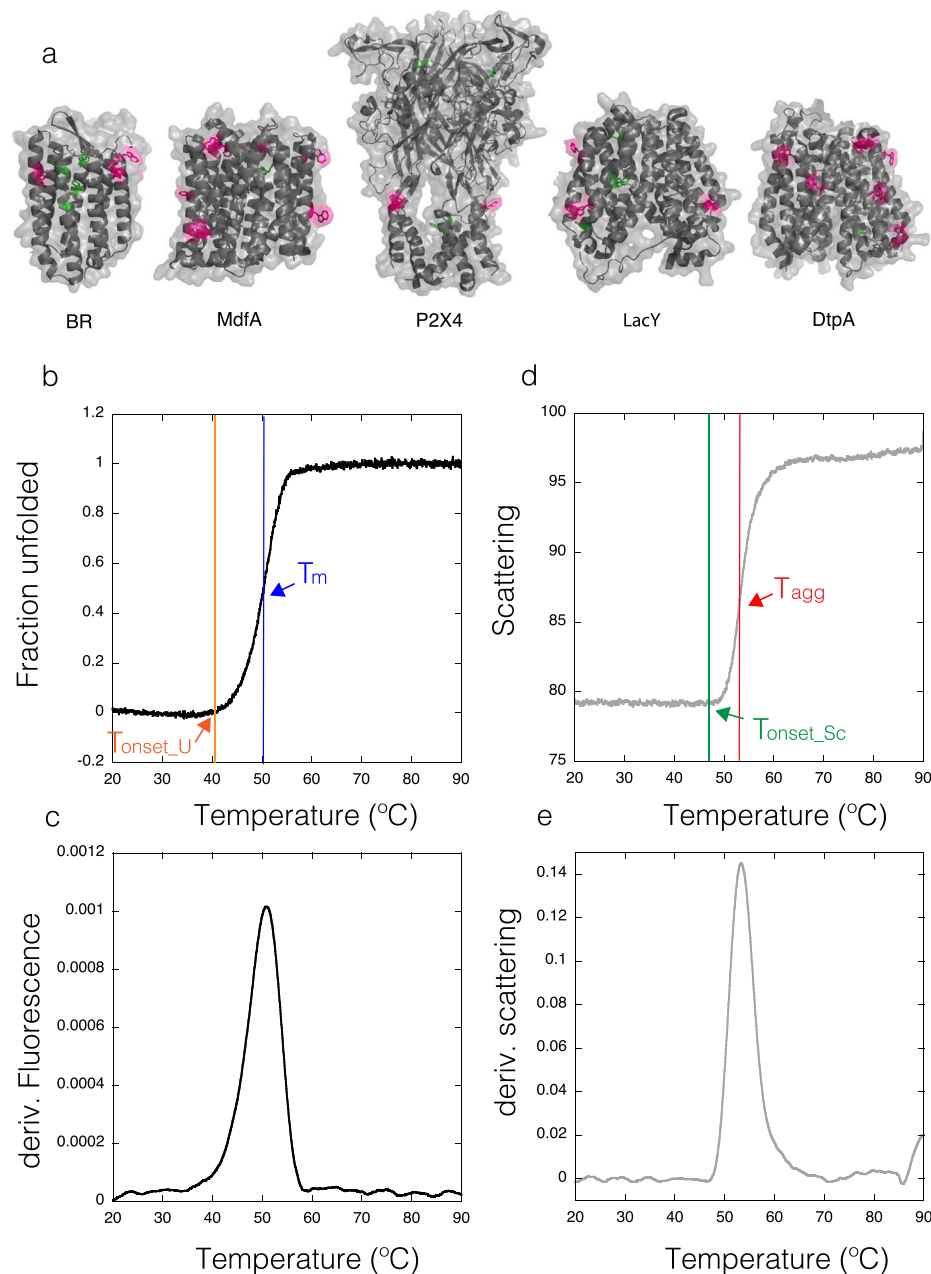 a
BR
MdfA
P2X4
LacY
DtpA
b
Fraction unfolded
1.2
1
0.8
0.6
0.4
0.2
0
-0.2
Tm
Tonset_U
20
30
40
50
60
70
80
90
Temperature (ºC)
d
Scattering
100
95
90
85
80
75
Tagg
Tonset_Sc
20
30
40
50
60
70
80
90
Temperature (ºC)
c
deriv. Fluorescence
0.0012
0.001
0.0008
0.0006
0.0004
0.0002
0
20
30
40
50
60
70
80
90
Temperature (ºC)
e
deriv. scattering
0.14
0.12
0.1
0.08
0.06
0.04
0.02
0
20
30
40
50
60
70
80
90
Temperature (ºC)